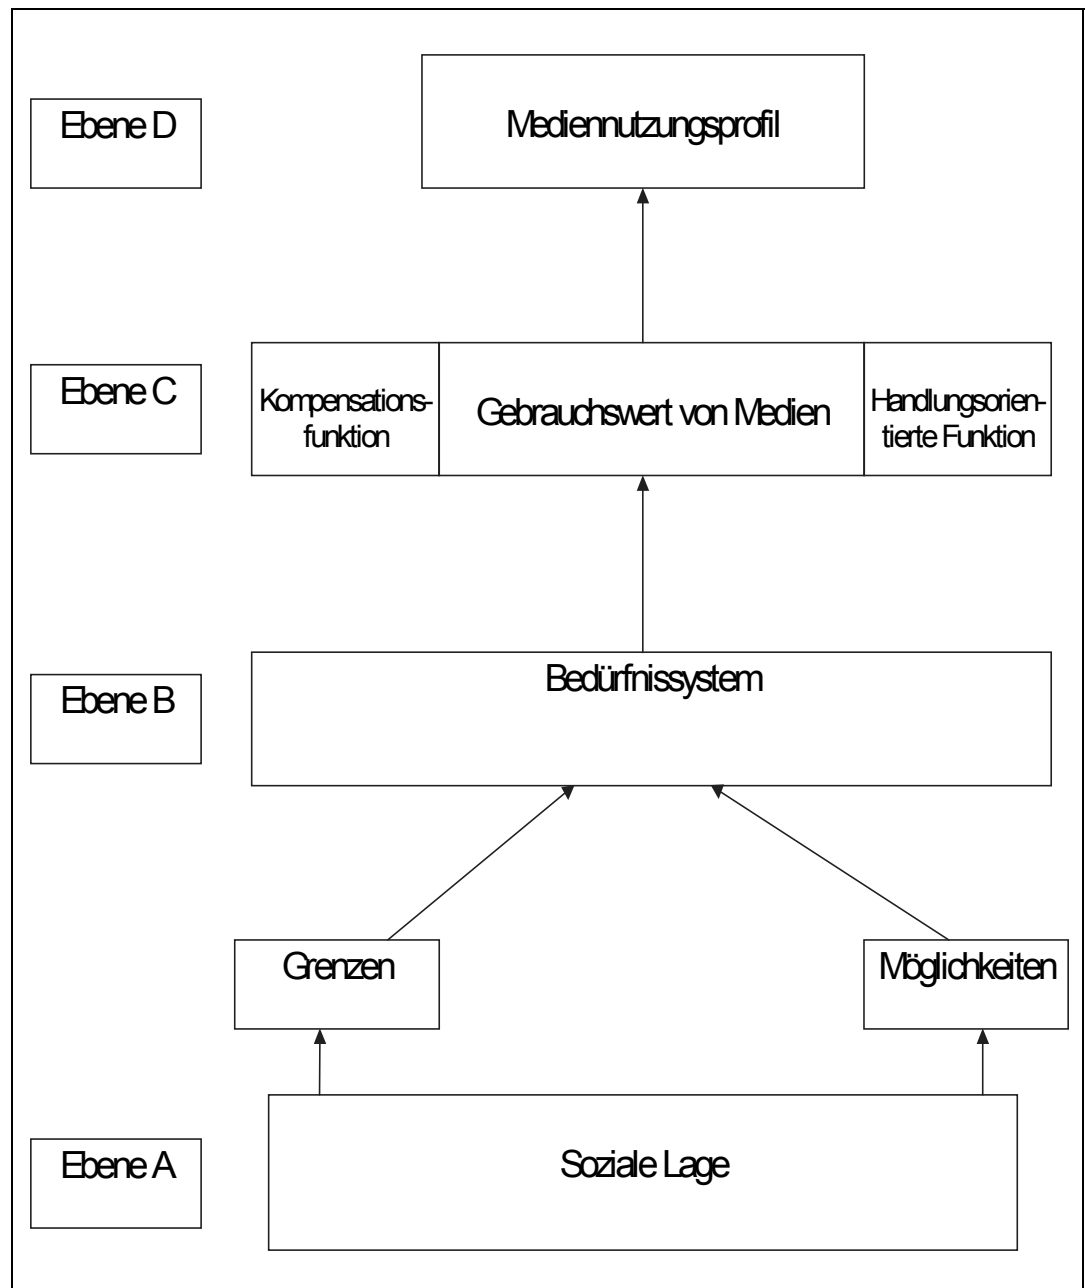 Ebene D
Mediennutzungsprofil
Ebene C
Kompensations-
funktion
Gebrauchswert von Medien
Handlungsorien-
tierte Funktion
Ebene B
Bedürfnissystem
Grenzen
Möglichkeiten
Ebene A
Soziale Lage